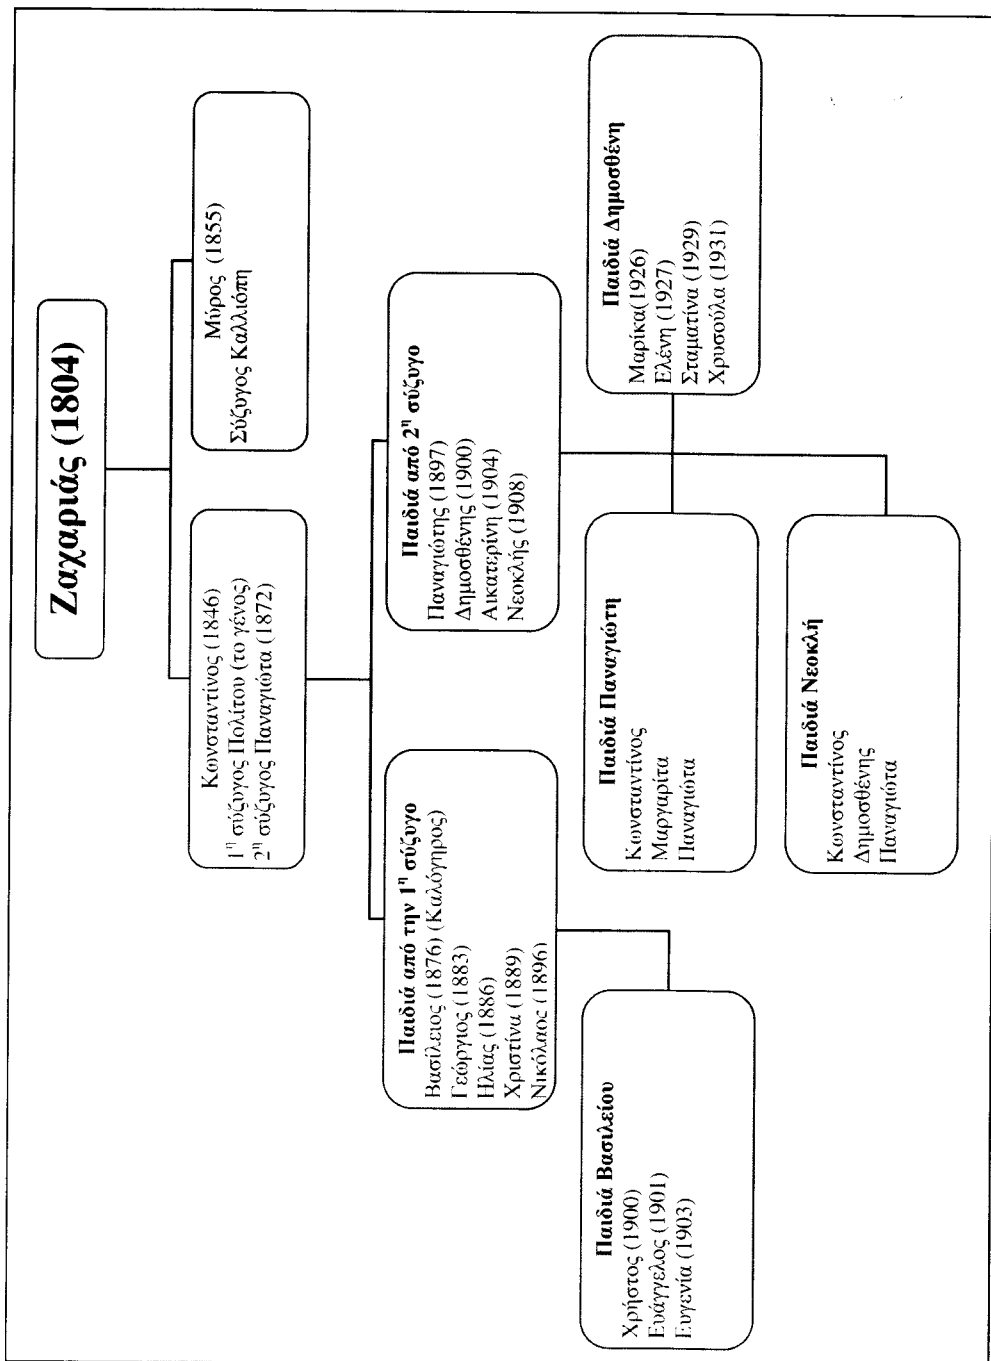 Ζαχαριάς (1804)
Κωνσταντίνος (1846)
1η σύζυγος Πολίτου (το γένος)
2η σύζυγος Παναγιώτα (1872)
Μύρος (1855)
Σύζυγος Καλλιόπη
Παιδιά από την 1η σύζυγο
Βασίλειος (1876) (Καλόγηρος)
Γεώργιος (1883)
Ηλίας (1886)
Χριστίνα (1889)
Νικόλαος (1896)
Παιδιά από 2η σύζυγο
Παναγιώτης (1897)
Δημοσθένης (1900)
Αικατερίνη (1904)
Νεοκλής (1908)
Παιδιά Βασιλείου
Χρήστος (1900)
Ευάγγελος (1901)
Ευγενία (1903)
Παιδιά Παναγιώτη
Κωνσταντίνος
Μαργαρίτα
Παναγιώτα
Παιδιά Δημοσθένη
Μαρίκα(1926)
Ελένη (1927)
Σταματίνα (1929)
Χρυσούλα (1931)
Παιδιά Νεοκλή
Κωνσταντίνος
Δημοσθένης
Παναγιώτα